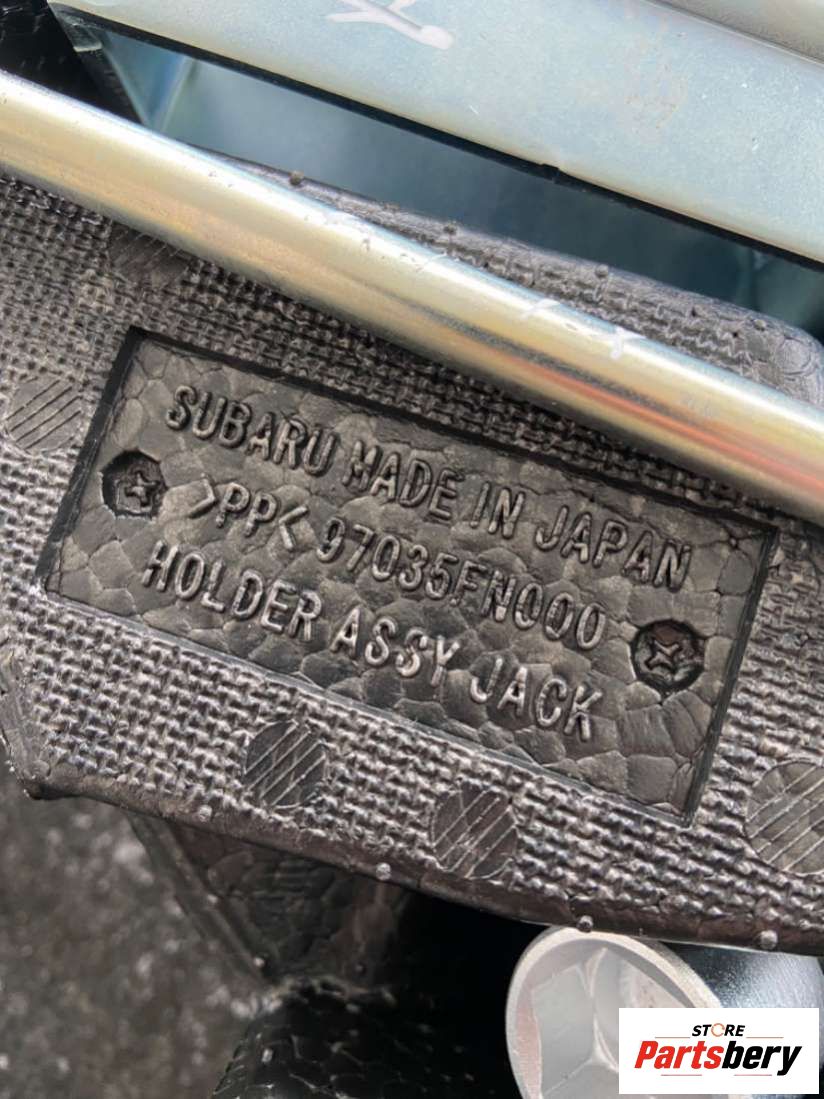 SUBARU MADE IN JAPAN
>PP< 97035FN000
HOLDER ASSY JACK
STORE
Partsbery